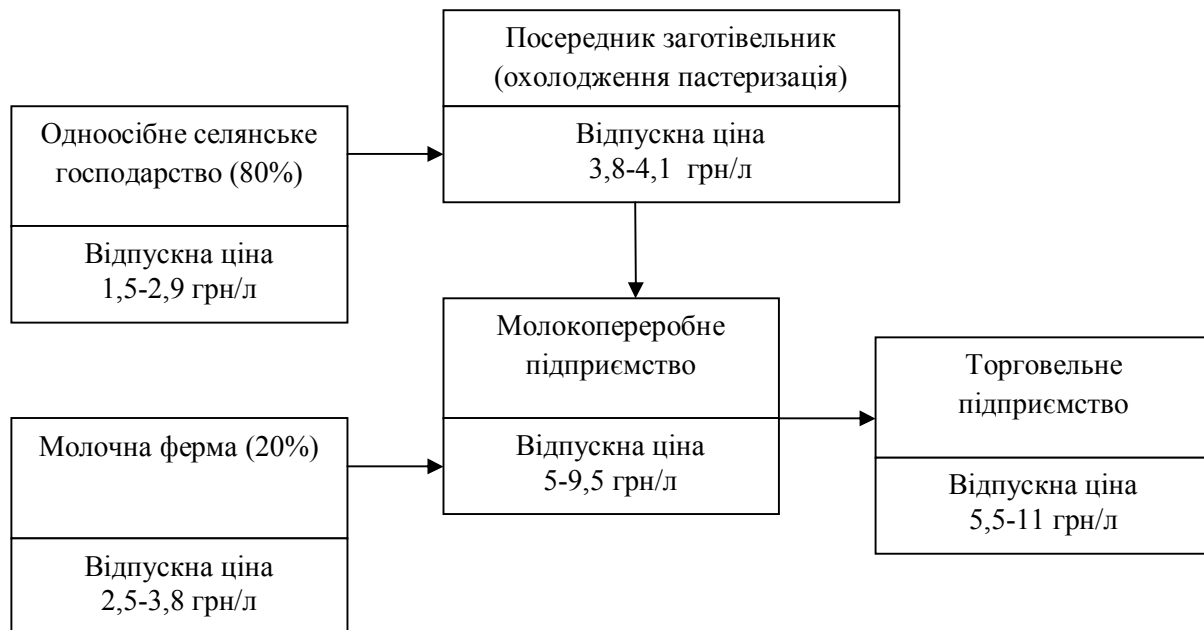 Посередник заготівельник
(охолодження пастеризація)
Відпускна ціна
3,8-4,1 грн/л
Одноосібне селянське
господарство (80%)
Відпускна ціна
1,5-2,9 грн/л
Молокопереробне
підприємство
Відпускна ціна
5-9,5 грн/л
Торговельне
підприємство
Відпускна ціна
5,5-11 грн/л
Молочна ферма (20%)
Відпускна ціна
2,5-3,8 грн/л